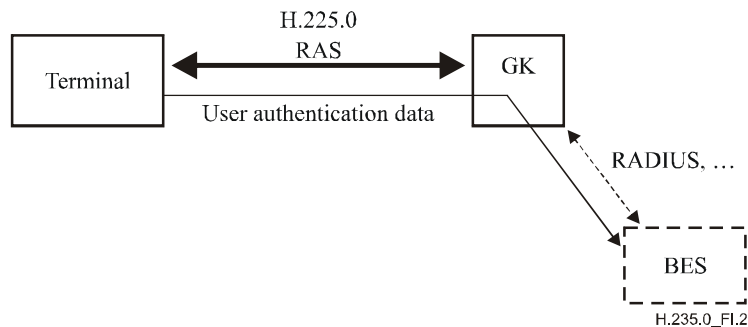 H.225.0
RAS
Terminal
GK
User authentication data
RADIUS, ...
BES
H.235.0_FI.2